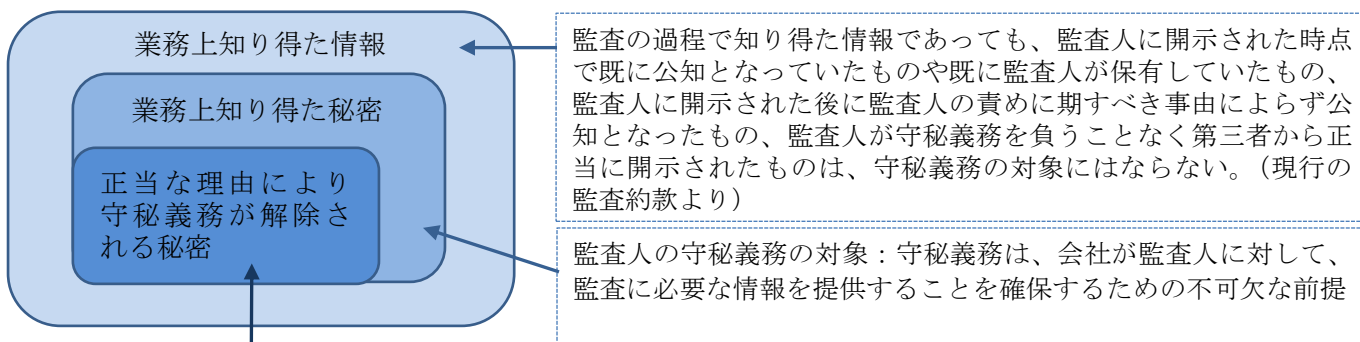 業務上知り得た情報
業務上知り得た秘密
正当な理由により
守秘義務が解除さ
れる秘密
監査の過程で知り得た情報であっても、監査人に開示された時点
で既に公知となっていたものや既に監査人が保有していたもの、
監査人に開示された後に監査人の責めに期すべき事由によらず公
知となったもの、監査人が守秘義務を負うことなく第三者から正
当に開示されたものは、守秘義務の対象にはならない。（現行の
監査約款より）
監査人の守秘義務の対象：守秘義務は、会社が監査人に対して、
監査に必要な情報を提供することを確保するための不可欠な前提